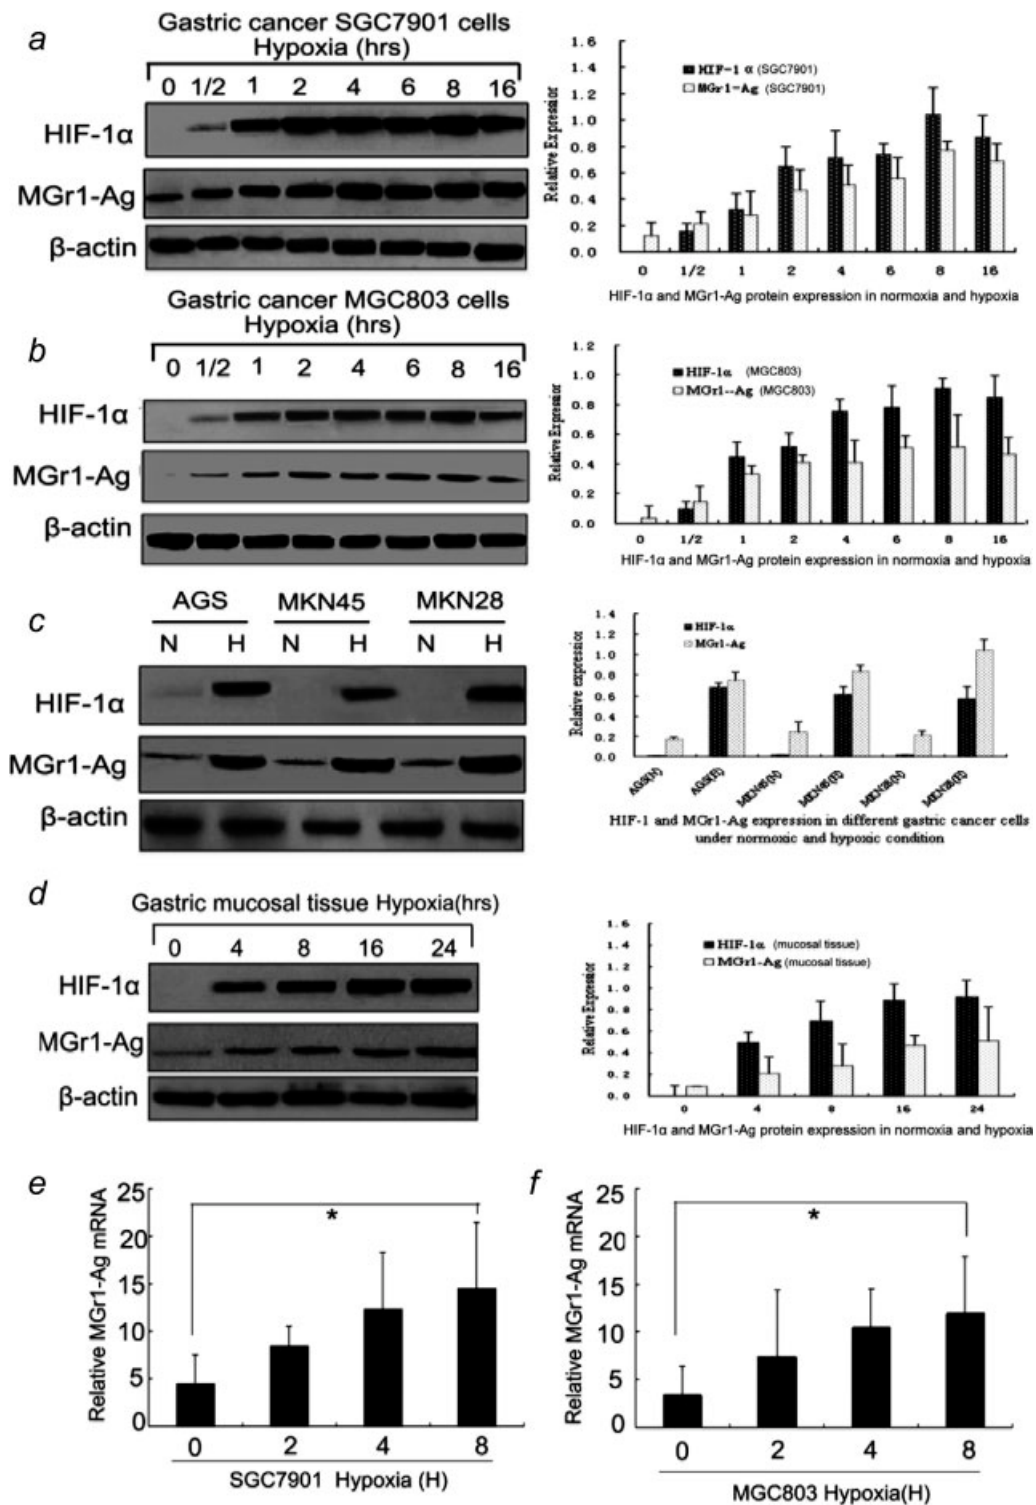 a
Gastric cancer SGC7901 cells
Hypoxia (hrs)
0 1/2 1 2 4 6 8 16
HIF-1α
MGr1-Ag
β-actin
1.6
1.4
1.2
1.0
0.8
0.6
0.4
0.2
0.0
Relative Expression
HIF-1 α (SGC7901)
MGr1-Ag (SGC7901)
0 1/2 1 2 4 6 8 16
HIF-1α and MGr1-Ag protein expression in normoxia and hypoxia
b
Gastric cancer MGC803 cells
Hypoxia (hrs)
0 1/2 1 2 4 6 8 16
HIF-1α
MGr1-Ag
β-actin
1.2
1.0
0.8
0.6
0.4
0.2
0.0
Relative Expression
HIF-1α (MGC803)
MGr1--Ag (MGC803)
0 1/2 1 2 4 6 8 16
HIF-1α and MGr1-Ag protein expression in normoxia and hypoxia
c
AGS MKN45 MKN28
N H N H N H
HIF-1α
MGr1-Ag
β-actin
1.4
1.2
1.0
0.8
0.6
0.4
0.2
0.0
Relative expression
HIF-1α
MGr1-Ag
HIF-1 and MGr1-Ag expression in different gastric cancer cells
under normoxic and hypoxic condition
d
Gastric mucosal tissue Hypoxia(hrs)
0 4 8 16 24
HIF-1α
MGr1-Ag
β-actin
1.6
1.4
1.2
1.0
0.8
0.6
0.4
0.2
0.0
Relative Expression
HIF-1α (mucosal tissue)
MGr1-Ag (mucosal tissue)
0 4 8 16 24
HIF-1α and MGr1-Ag protein expression in normoxia and hypoxia
e
25
20
15
10
5
0
Relative MGr1-Ag mRNA
*
0 2 4 8
SGC7901 Hypoxia (H)
f
25
20
15
10
5
0
Relative MGr1-Ag mRNA
*
0 2 4 8
MGC803 Hypoxia(H)